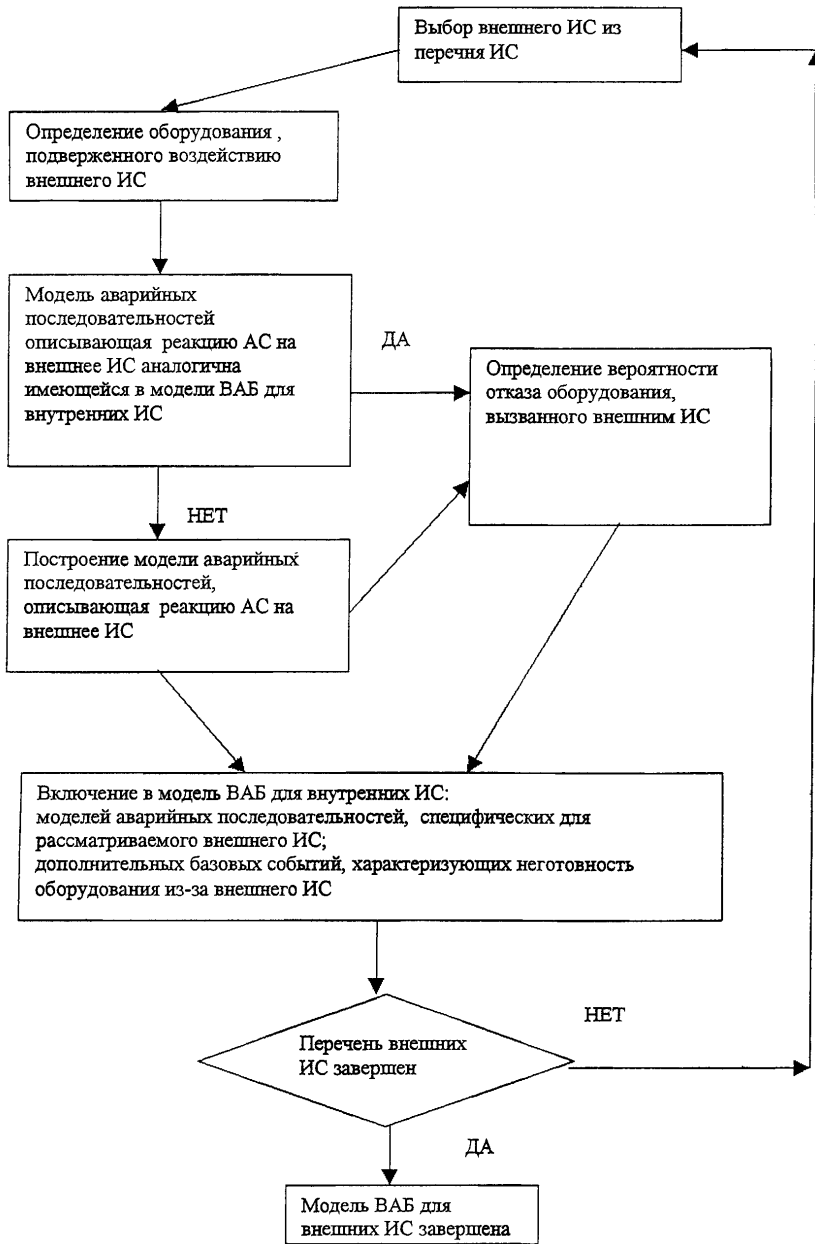 Выбор внешнего ИС из
перечня ИС
Определение оборудования ,
подверженного воздействию
внешнего ИС
Модель аварийных
последовательностей
описывающая реакцию АС на
внешнее ИС аналогична
имеющейся в модели ВАБ для
внутренних ИС
ДА
Определение вероятности
отказа оборудования,
вызванного внешним ИС
НЕТ
Построение модели аварийных
последовательностей,
описывающая реакцию АС на
внешнее ИС
Включение в модель ВАБ для внутренних ИС:
моделей аварийных последовательностей, специфических для
рассматриваемого внешнего ИС;
дополнительных базовых событий, характеризующих неготовность
оборудования из-за внешнего ИС
НЕТ
Перечень внешних
ИС завершен
ДА
Модель ВАБ для
внешних ИС завершена